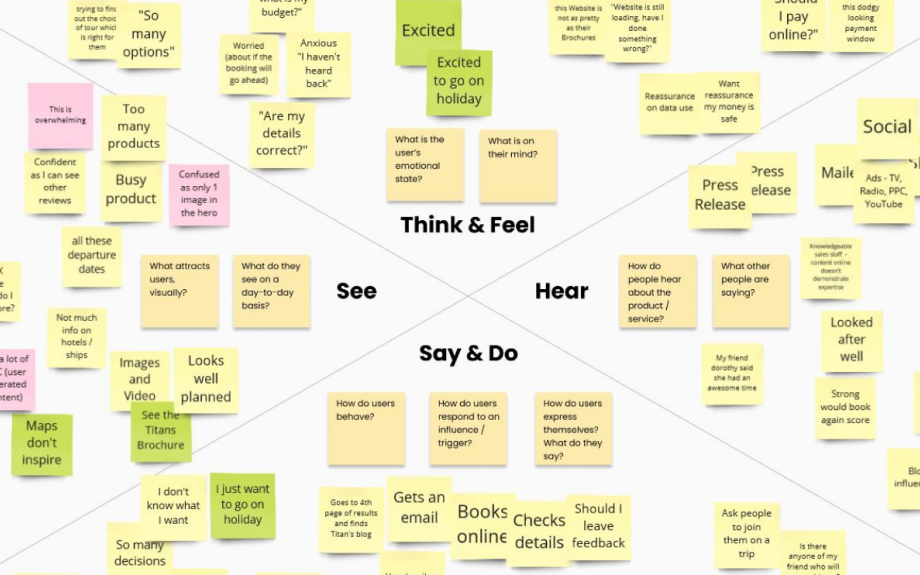 trying to find
out the choic
of tour which
is right for
them
"So
many
options"
what is my
budget?"
Worried
(about if the
booking will
go ahead)
Anxious
"I haven't
heard
back"
"Are my
details
correct?"
Excited
Excited
to go on
holiday
this Website is
not as pretty
as their
Brochures
"Website is still
loading, have I
done
something
wrong?"
Should
I pay
online?"
this dodgy
looking
payment
window
Reassurance
on data use
Want
reassurance
my money is
safe
This is
overwhelming
Too
many
products
Confident
as I can see
other
reviews
Busy
product
Confused
as only 1
image in
the hero
What is the
user's
emotional
state?
What is on
their mind?
Think & Feel
Social
Press
Release
Press
elease
Maile
Ads - TV,
Radio, PPC,
YouTube
all these
departure
dates
What attracts
users,
visually?
What do they
see on a
day-to-day
basis?
See
Hear
How do
people hear
about the
product /
service?
What other
people are
saying?
Knowledgeable
sales staff -
content online
doesn't
demonstrate
expertise
X
do I
ore?
Not much
info on
hotels /
ships
Looked
after
well
My friend
dorothy said
she had an
awesome time
Strong
would book
again score
a lot of
C (user
erated
ntent)
Images
and
Video
Looks
well
planned
See the
Titans
Brochure
Maps
don't
inspire
Say & Do
How do users
behave?
How do users
respond to an
influence /
trigger?
How do users
express
themselves?
What do they
say?
Blo
influen
I don't
know what
I want
I just want
to go on
holiday
So many
decisions
Goes to 4th
page of results
and finds
Titan's blog
Gets an
email
Books
online
Checks
details
Should I
leave
feedback
Ask people
to join
them on a
trip
Is there
anyone of my
friend who will